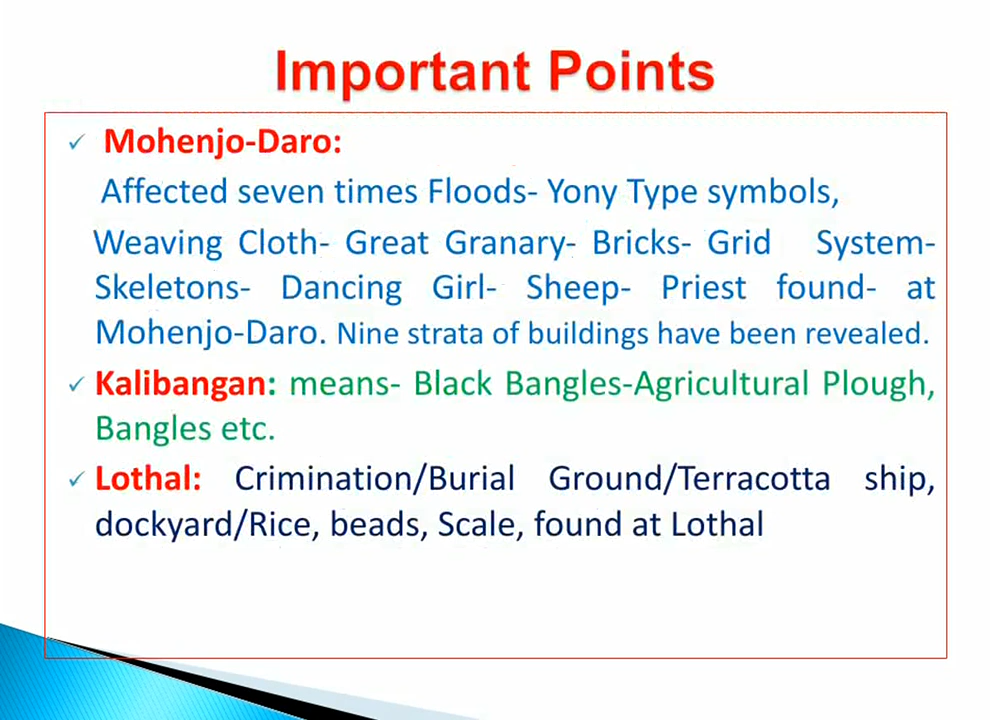 Important Points
✓ Mohenjo-Daro:
Affected seven times Floods- Yony Type symbols,
Weaving Cloth- Great Granary- Bricks- Grid System-
Skeletons- Dancing Girl- Sheep- Priest found- at
Mohenjo-Daro. Nine strata of buildings have been revealed.
✓ Kalibangan: means- Black Bangles-Agricultural Plough,
Bangles etc.
✓ Lothal: Crimination/Burial Ground/Terracotta ship,
dockyard/Rice, beads, Scale, found at Lothal